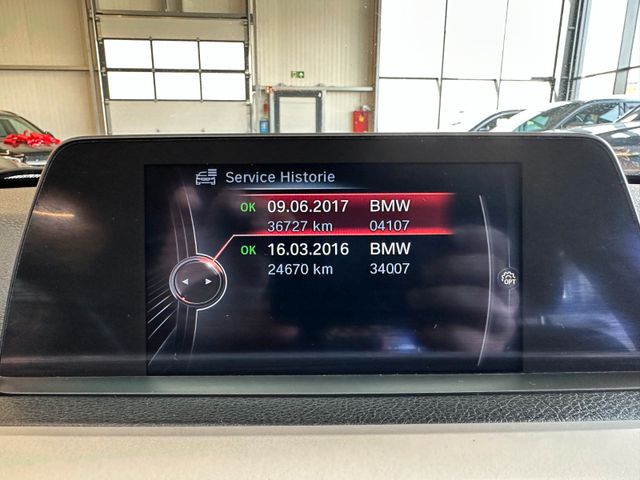 Service Historie
OK 09.06.2017 BMW
36727 km 04107
OK 16.03.2016 BMW
24670 km 34007
OPT